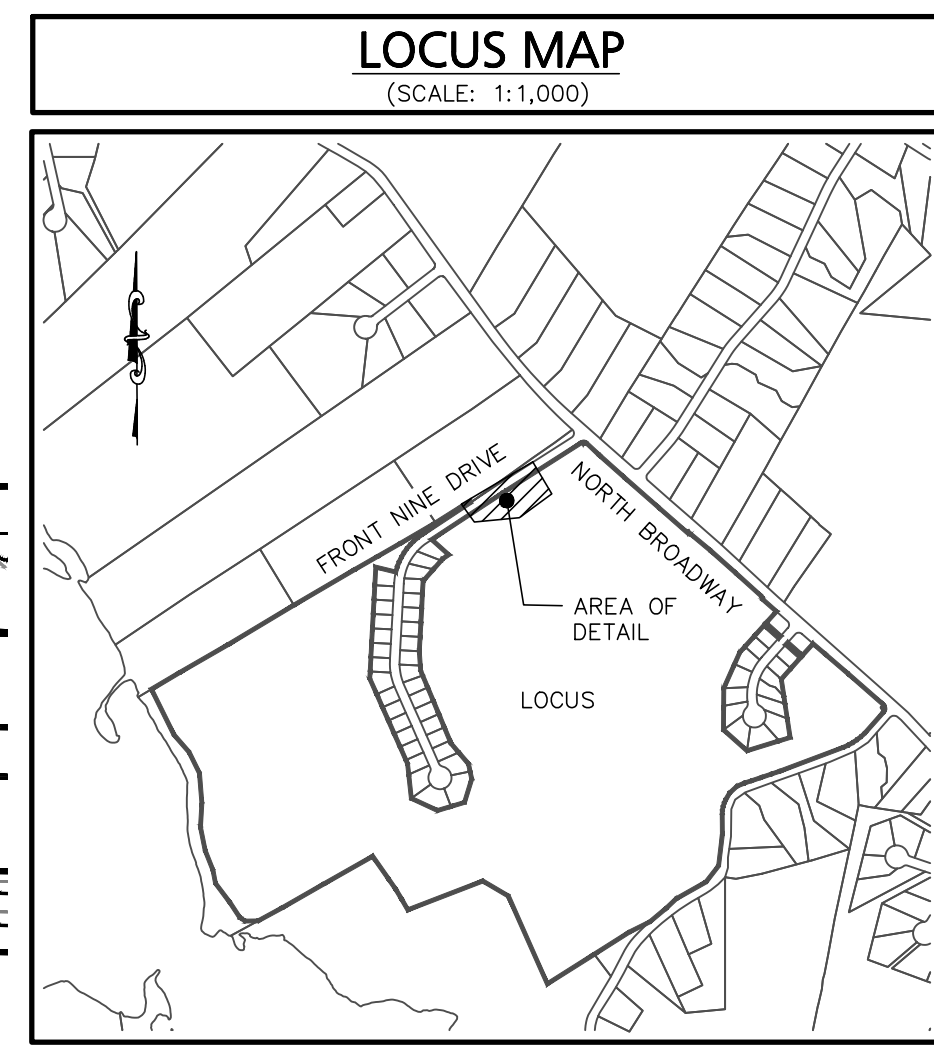 LOCUS MAP
(SCALE: 1:1,000)
FRONT NINE DRIVE
NORTH BROADWAY
AREA OF
DETAIL
LOCUS